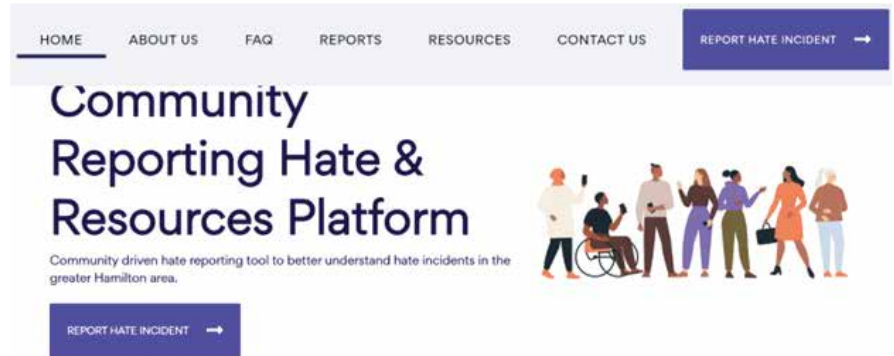 HOME ABOUT US FAQ REPORTS RESOURCES CONTACT US REPORT HATE INCIDENT
Community
Reporting Hate &
Resources Platform
Community driven hate reporting tool to better understand hate incidents in the
greater Hamilton area.
REPORT HATE INCIDENT